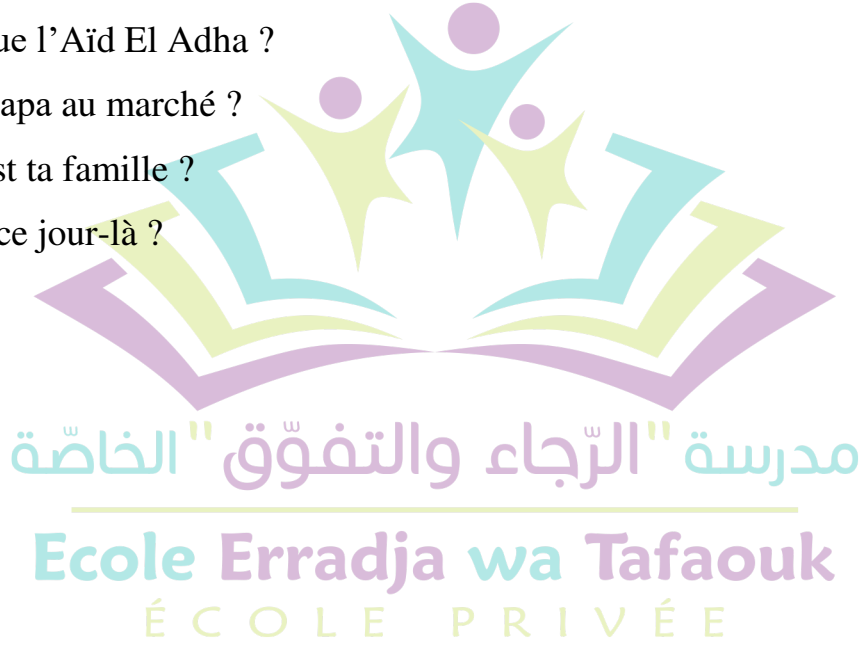 ue l’Aïd El Adha ?
apa au marché ?
st ta famille ?
ce jour-là ?
مدرسة "الرّجاء والتفوّق" الخاصّة
Ecole Erradja wa Tafaouk
ÉCOLE PRIVÉE